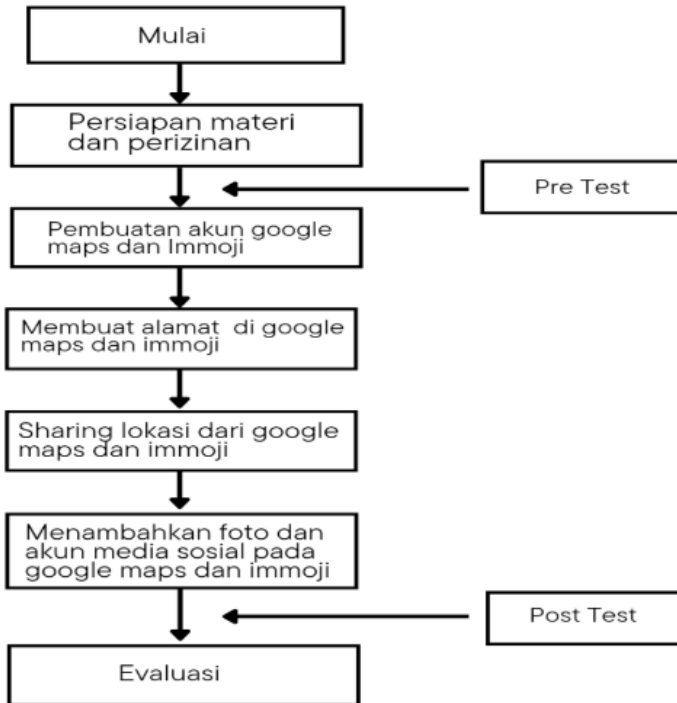 Mulai
Persiapan materi
dan perizinan
Pre Test
Pembuatan akun google
maps dan Immoji
Membuat alamat di google
maps dan immoji
Sharing lokasi dari google
maps dan immoji
Menambahkan foto dan
akun media sosial pada
google maps dan immoji
Post Test
Evaluasi